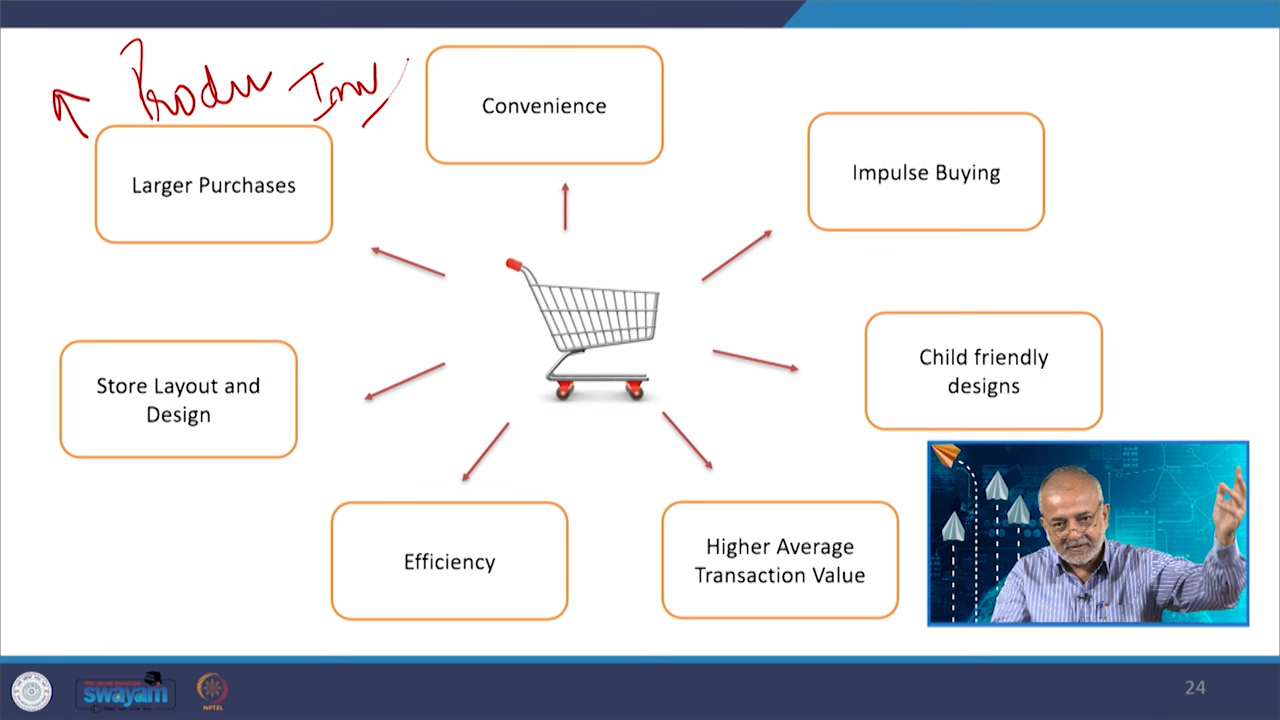 ↑ Produ Inv
Convenience
Larger Purchases
Impulse Buying
Store Layout and
Design
Child friendly
designs
Efficiency
Higher Average
Transaction Value
swayam
NPTEL
24